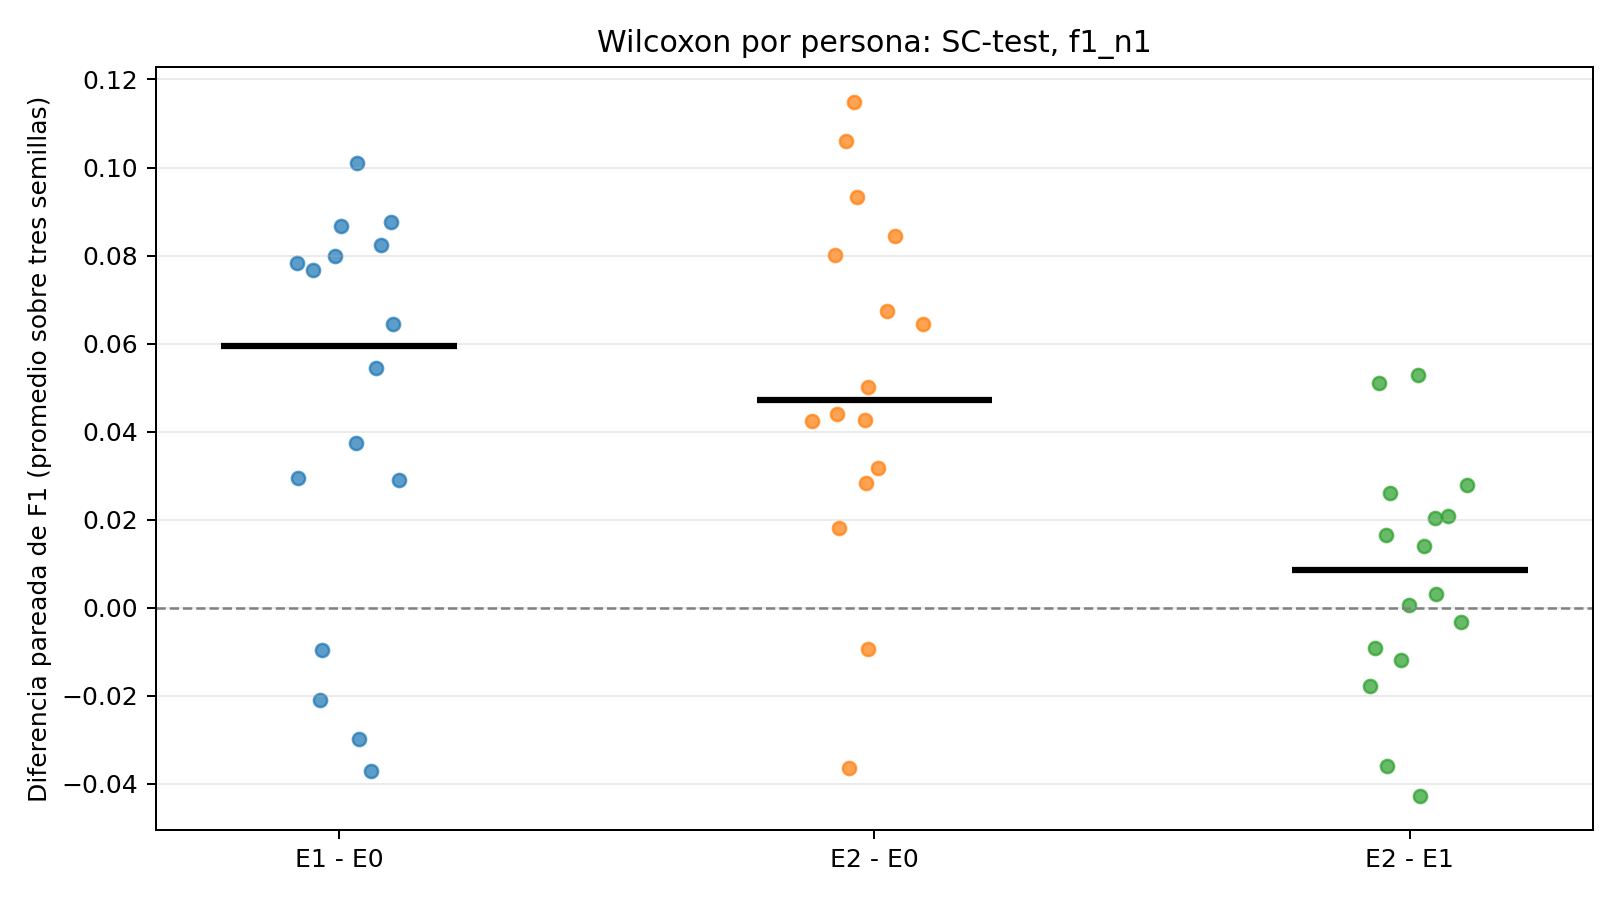 Wilcoxon por persona: SC-test, f1_n1
Diferencia pareada de F1 (promedio sobre tres semillas)
0.12
0.10
0.08
0.06
0.04
0.02
0.00
−0.02
−0.04
E1 - E0
E2 - E0
E2 - E1